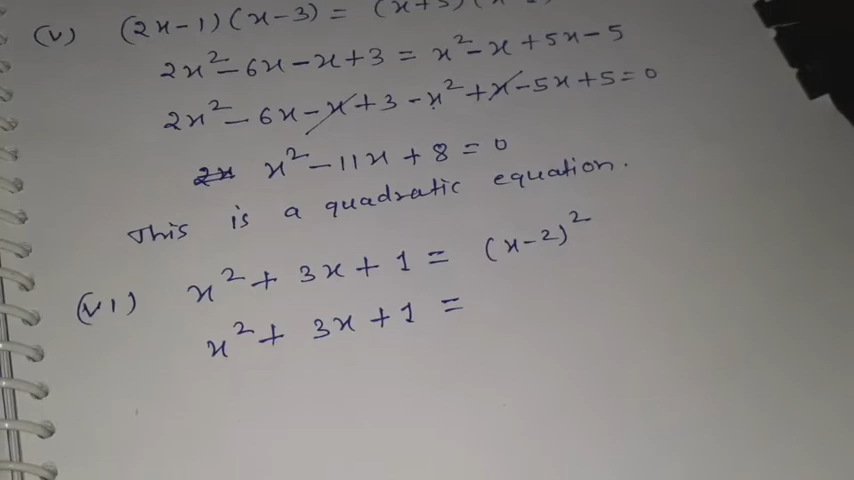 (v) (2x-1)(x-3) = (x+5)(x-
2x²-6x-x+3 = x²-x+5x-5
2x²-6x-x+3-x²+x-5x+5=0
x²-11x+8=0
This is a quadratic equation.
(vi) x²+3x+1 = (x-2)²
x²+3x+1 =